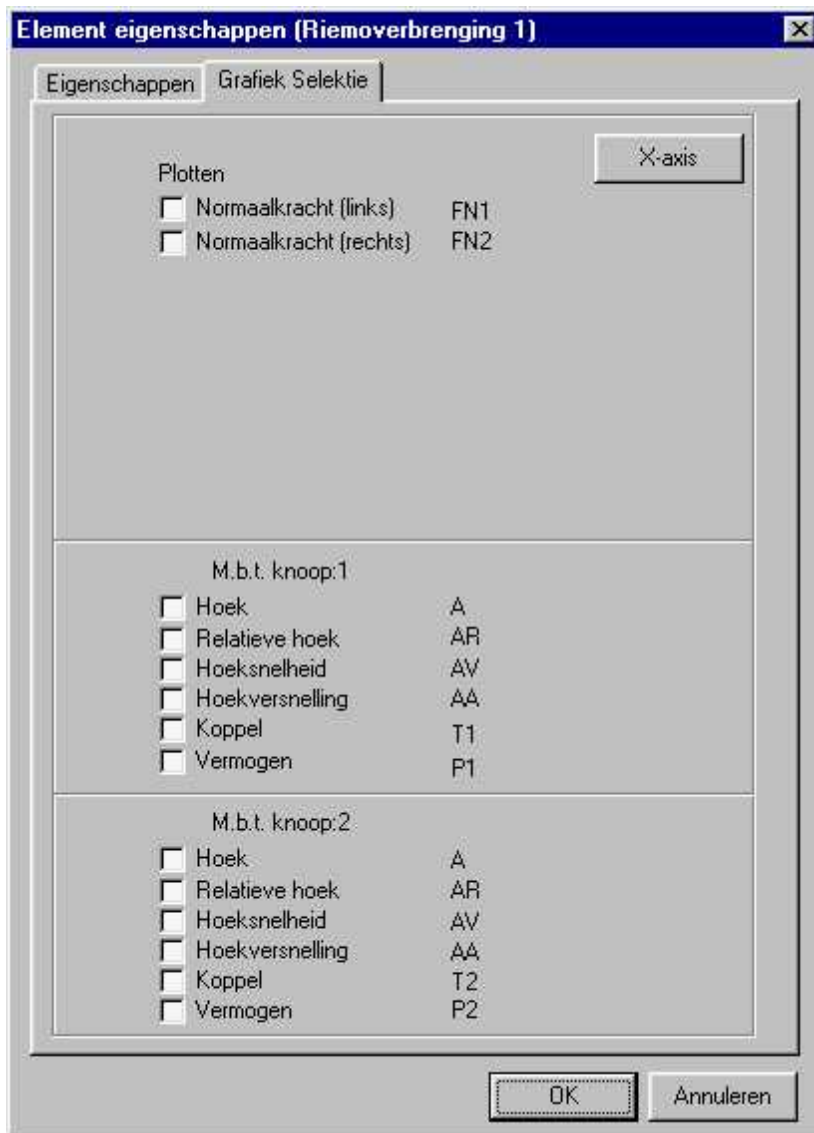 Element eigenschappen (Riemoverbrenging 1)
Eigenschappen Grafiek Selektie
X-axis
Plotten
Normaalkracht (links) FN1
Normaalkracht (rechts) FN2
M.b.t. knoop:1
Hoek A
Relatieve hoek AR
Hoeksnelheid AV
Hoekversnelling AA
Koppel T1
Vermogen P1
M.b.t. knoop:2
Hoek A
Relatieve hoek AR
Hoeksnelheid AV
Hoekversnelling AA
Koppel T2
Vermogen P2
OK Annuleren